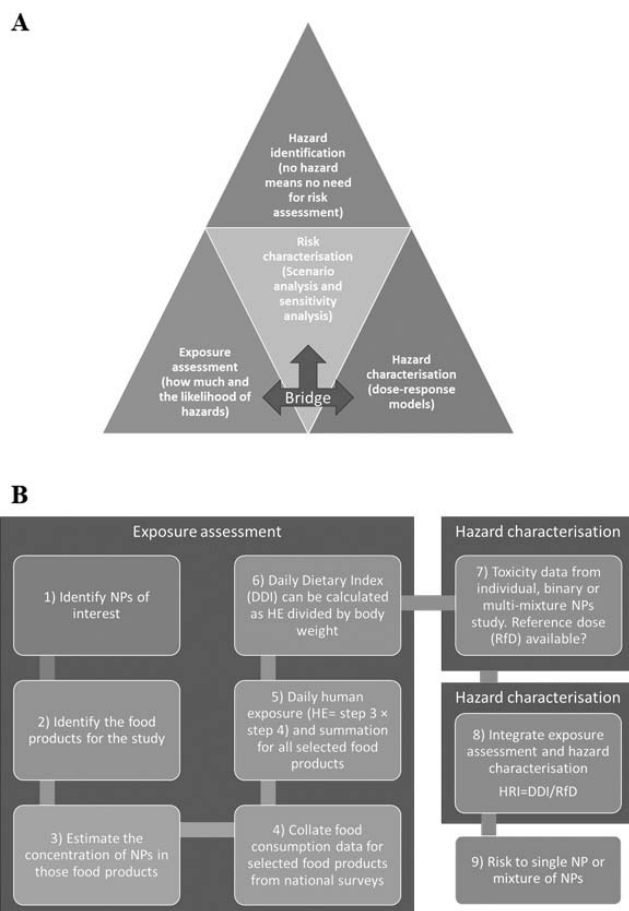 A
Hazard
identification
(no hazard
means no need
for risk
assessment)
Risk
characterisation
(Scenario
analysis and
sensitivity
analysis)
Exposure
assessment
(how much and
the likelihood of
hazards)
Bridge
Hazard
characterisation
(dose-response
models)
B
Exposure assessment
1) Identify NPs of
interest
2) Identify the food
products for the study
3) Estimate the
concentration of NPs in
those food products
4) Collate food
consumption data for
selected food products
from national surveys
5) Daily human
exposure (HE= step 3 ×
step 4) and summation
for all selected food
products
6) Daily Dietary Index
(DDI) can be calculated
as HE divided by body
weight
Hazard characterisation
7) Toxicity data from
individual, binary or
multi-mixture NPs
study. Reference dose
(RfD) available?
Hazard characterisation
8) Integrate exposure
assessment and hazard
characterisation
HRI=DDI/RfD
9) Risk to single NP or
mixture of NPs